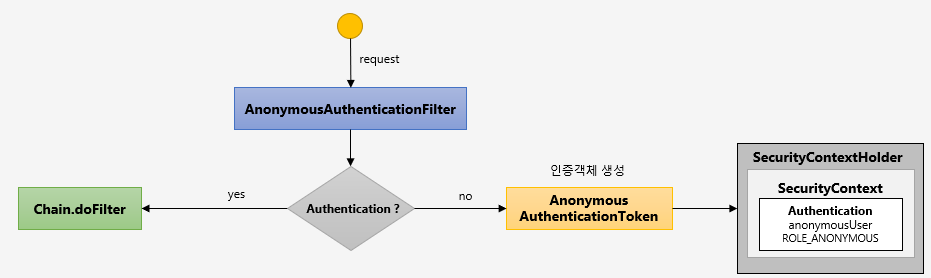 request
AnonymousAuthenticationFilter
Authentication ?
yes
Chain.doFilter
no
인증객체 생성
Anonymous
AuthenticationToken
SecurityContextHolder
SecurityContext
Authentication
anonymousUser
ROLE_ANONYMOUS